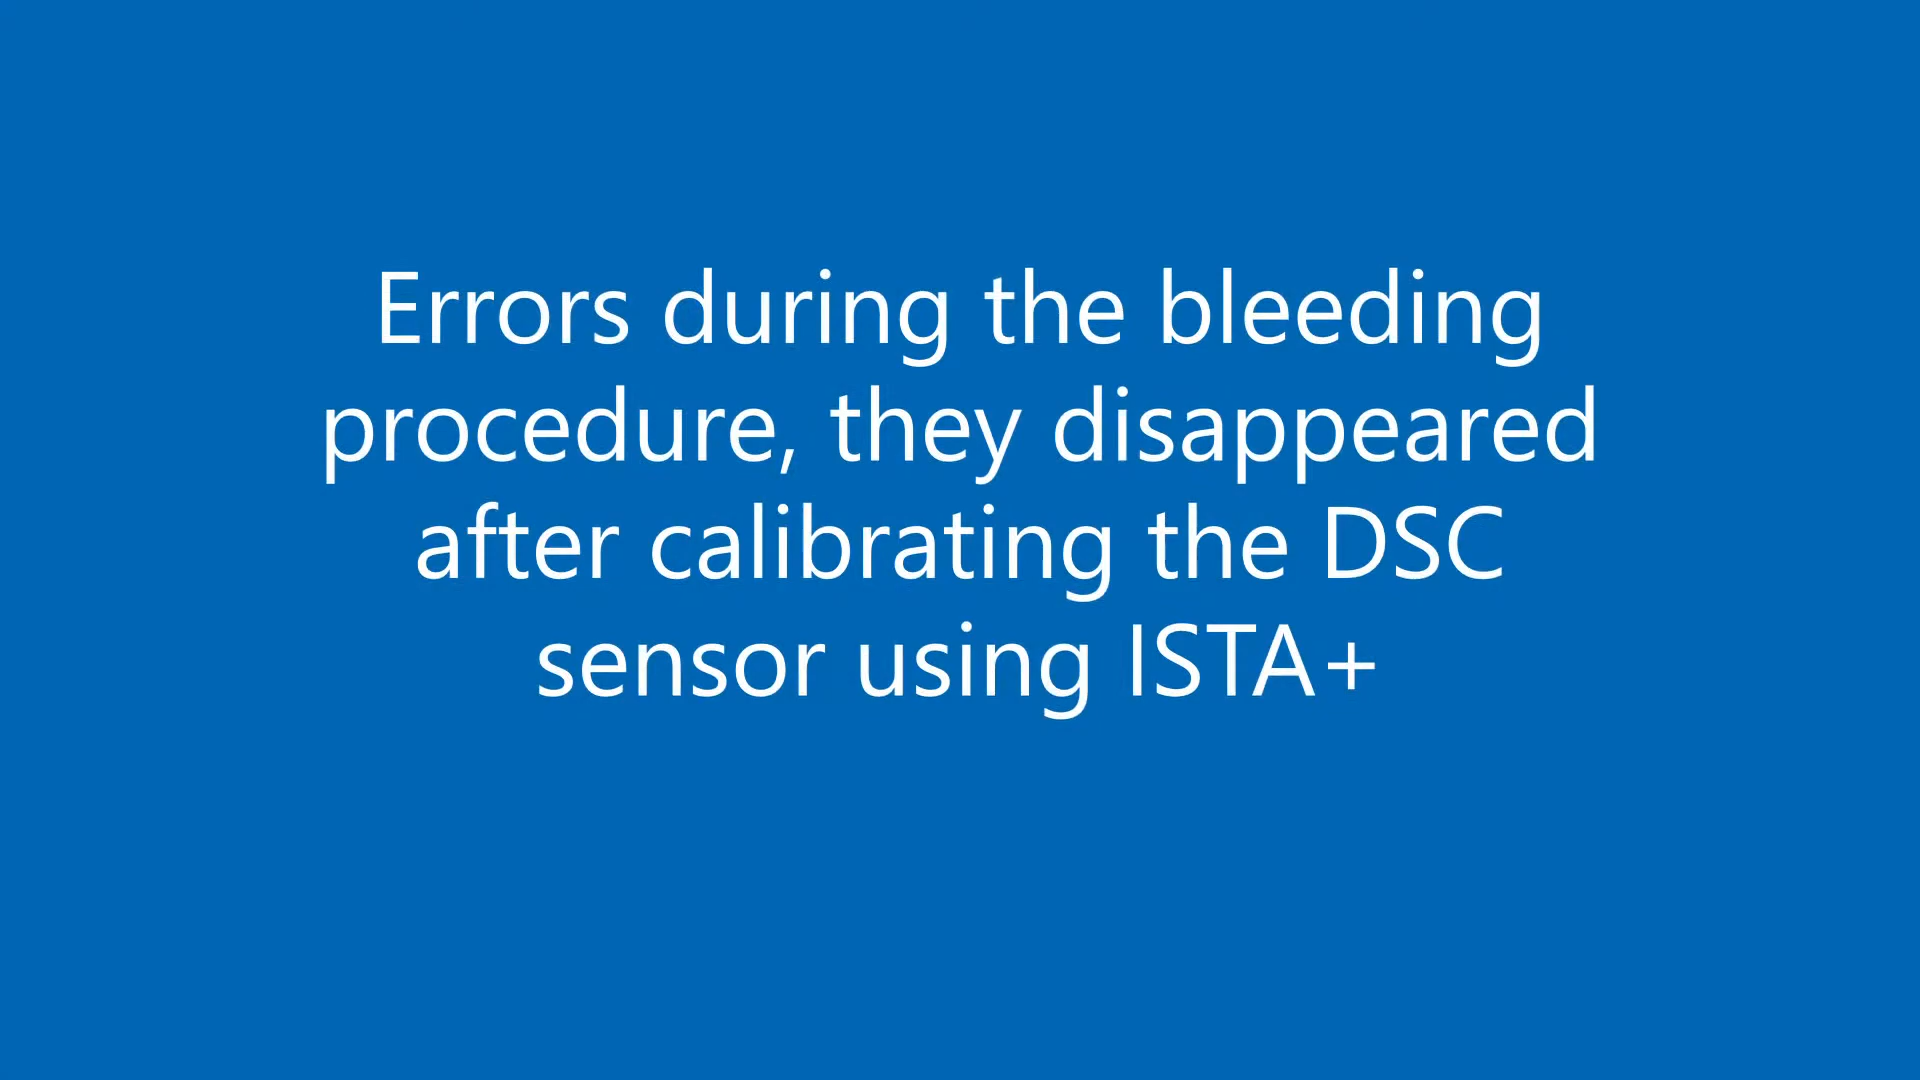 Errors during the bleeding
procedure, they disappeared
after calibrating the DSC
sensor using ISTA+